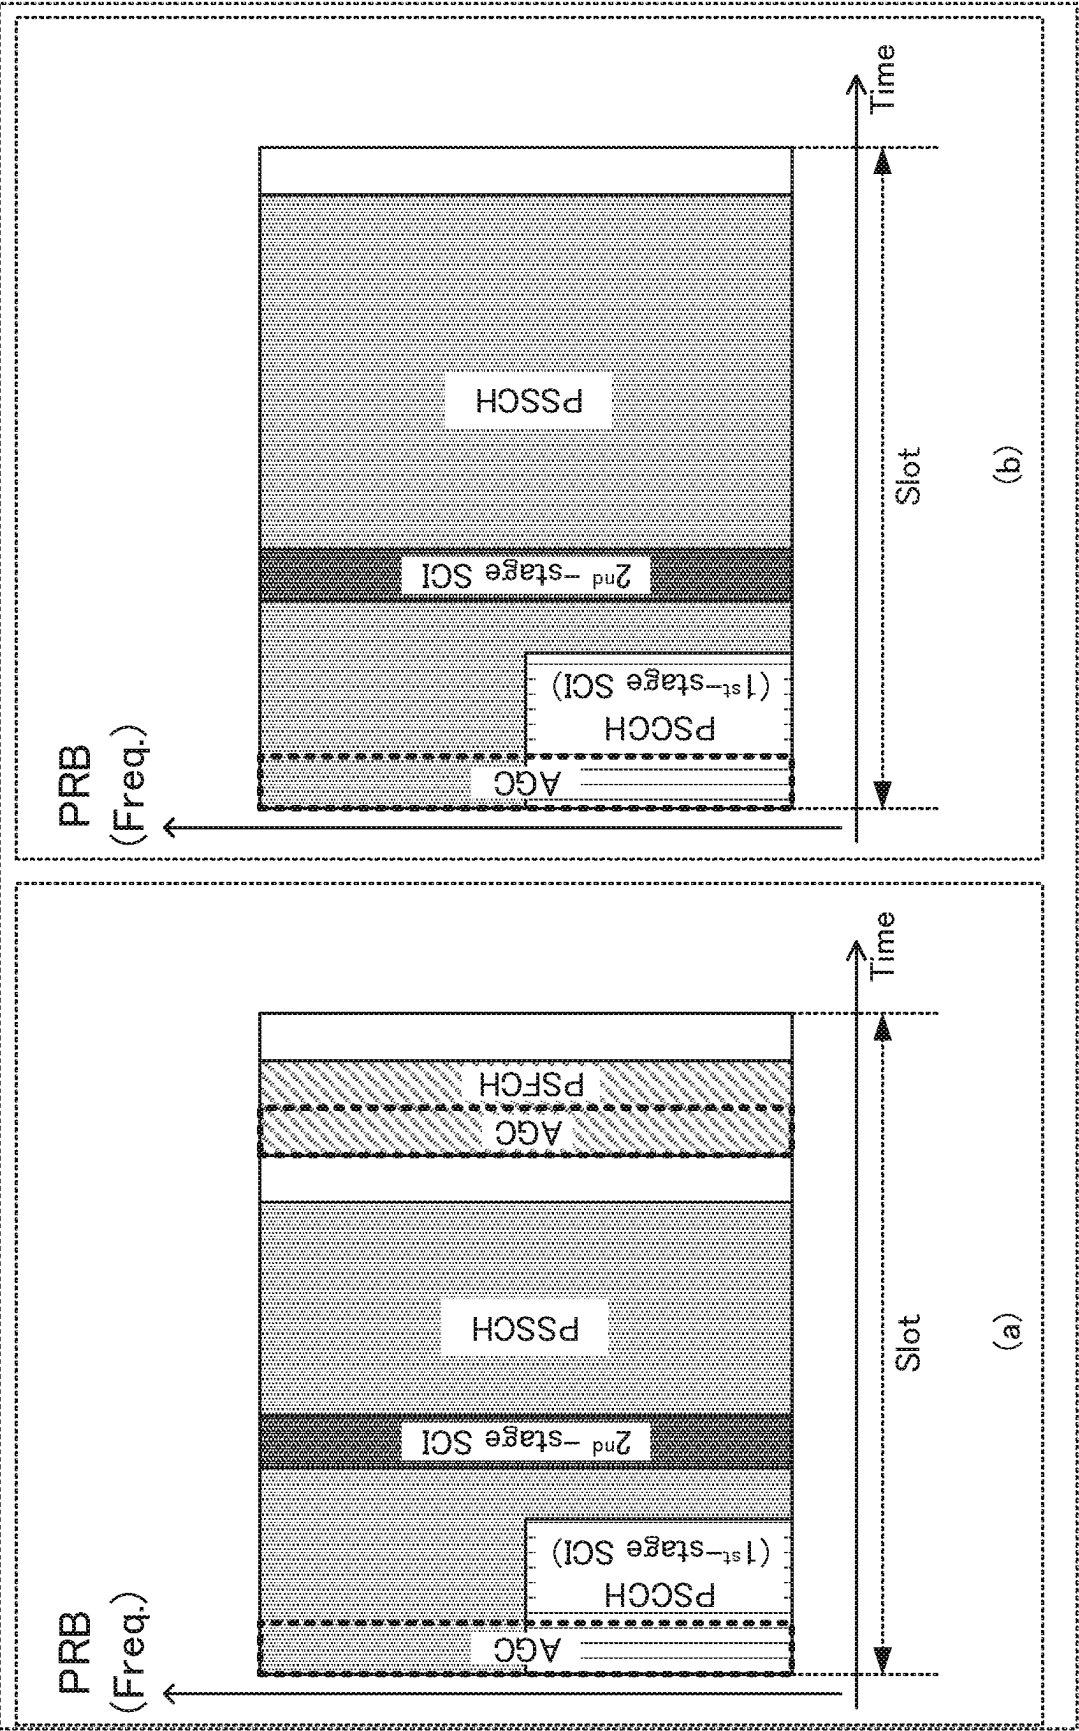 PRB
(Freq.)
AGC
PSCCH
(1st-stage SCI)
2nd -stage SCI
PSSCH
AGC
PSFCH
Slot
Time
(a)
PRB
(Freq.)
AGC
PSCCH
(1st-stage SCI)
2nd -stage SCI
PSSCH
Slot
Time
(b)